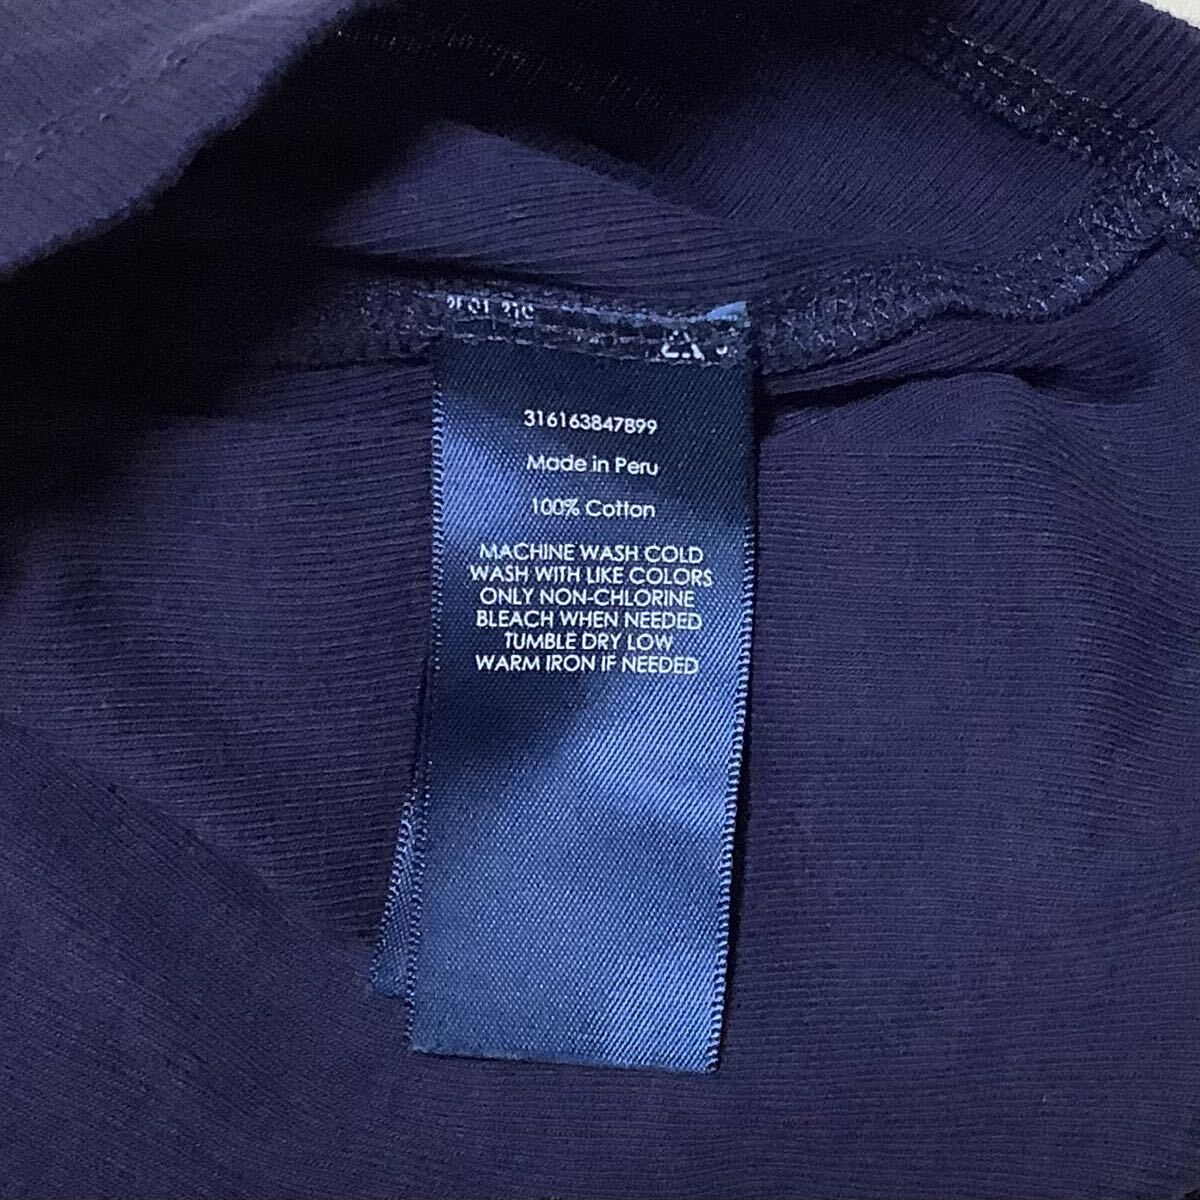 316163847899
Made in Peru
100% Cotton
MACHINE WASH COLD
WASH WITH LIKE COLORS
ONLY NON-CHLORINE
BLEACH WHEN NEEDED
TUMBLE DRY LOW
WARM IRON IF NEEDED